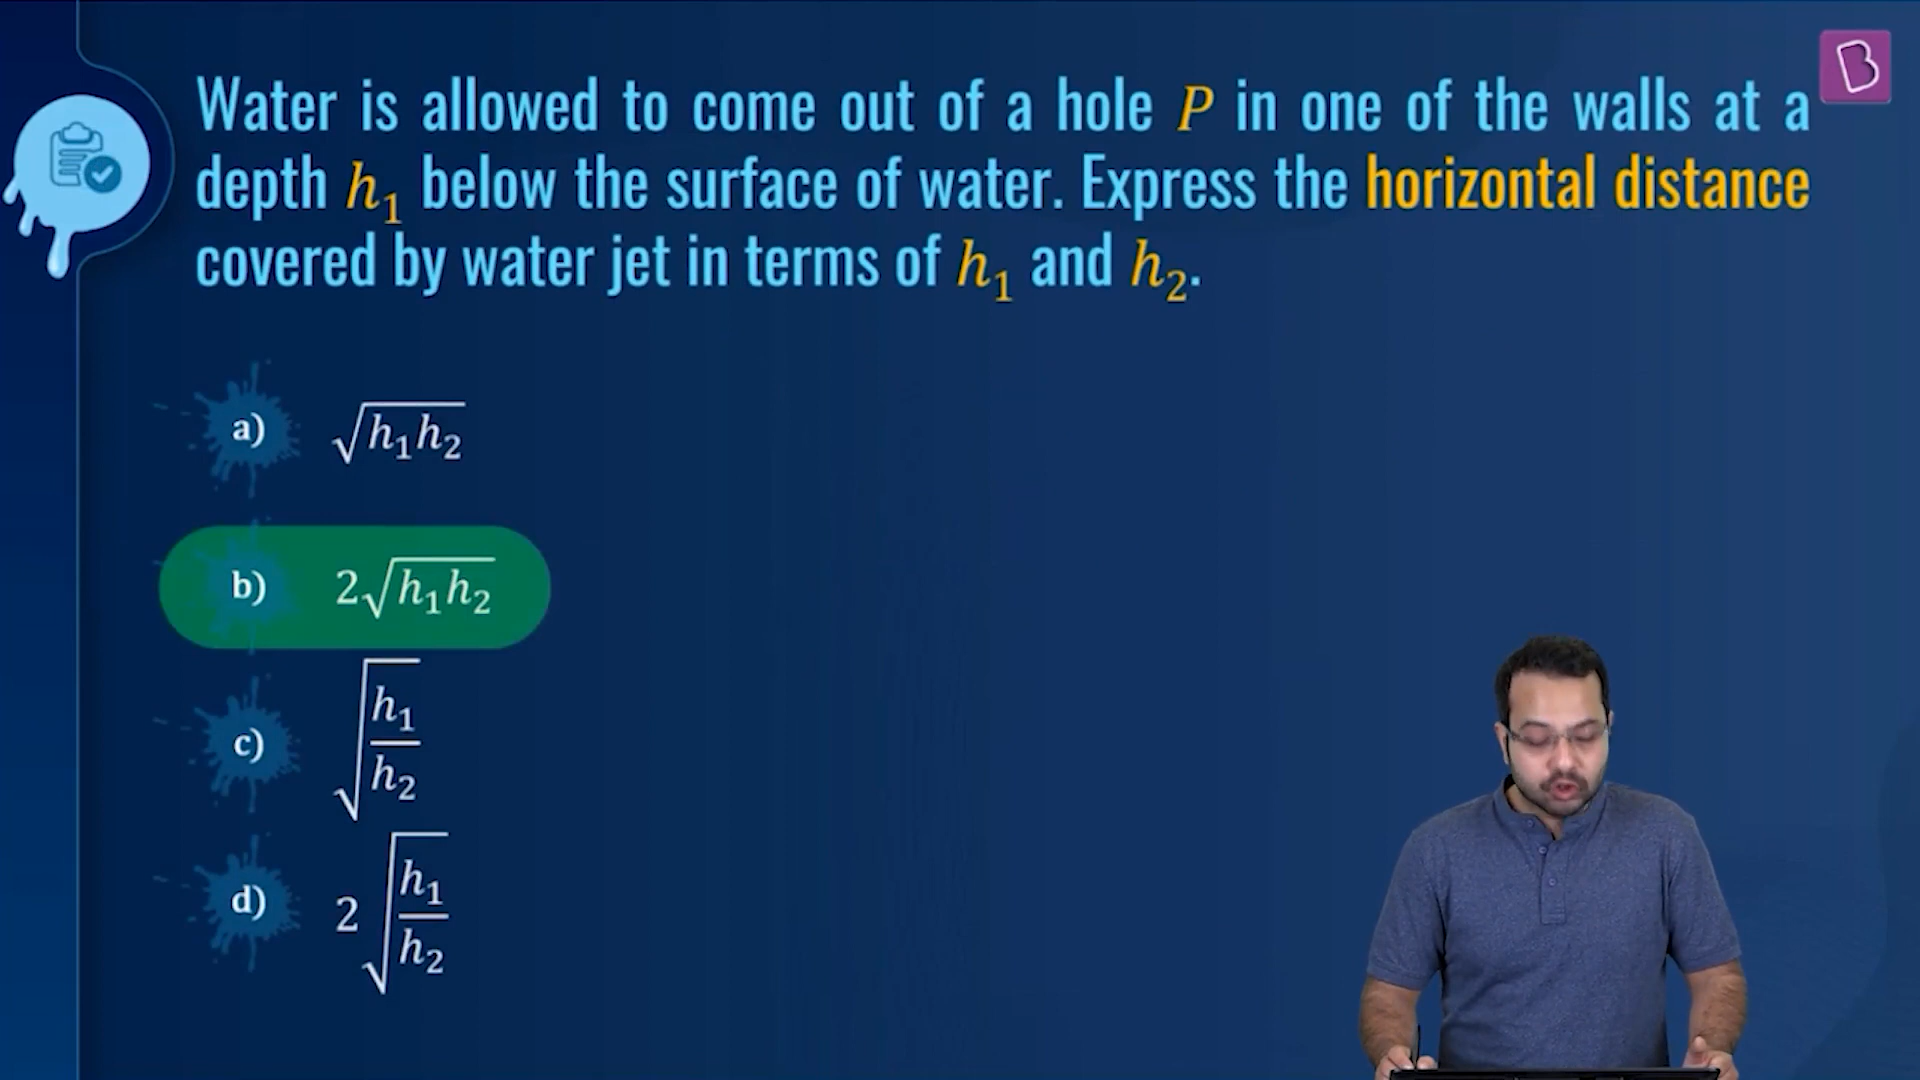 Water is allowed to come out of a hole P in one of the walls at a
depth h₁ below the surface of water. Express the horizontal distance
covered by water jet in terms of h₁ and h₂.
a) √(h₁h₂)
b) 2√(h₁h₂)
c) √(h₁/h₂)
d) 2√(h₁/h₂)
B